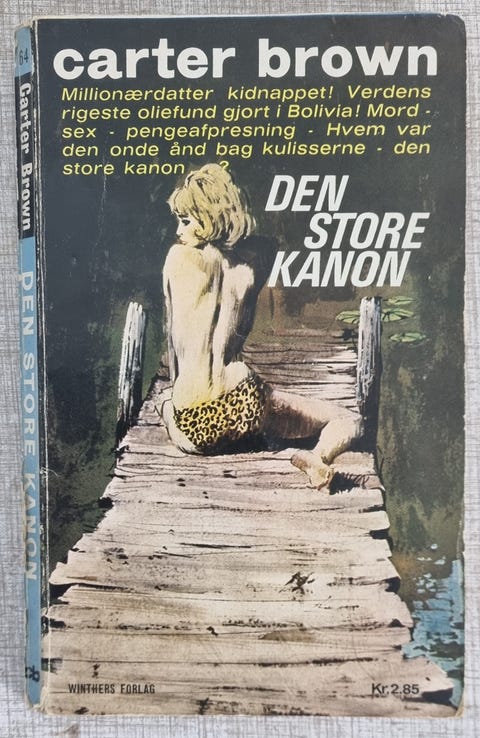 carter brown
Millionærdatter kidnappet! Verdens
rigeste oliefund gjort i Bolivia! Mord -
sex - pengeafpresning - Hvem var
den onde ånd bag kulisserne - den
store kanon ?
DEN
STORE
KANON
WINTHERS FORLAG
Kr. 2.85
64
Carter Brown
DEN STORE KANON